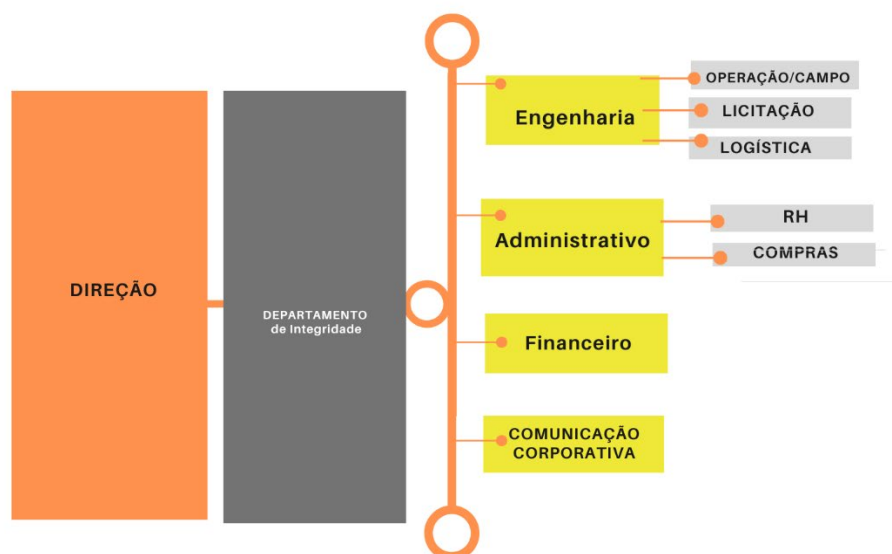 DIREÇÃO
DEPARTAMENTO
de Integridade
Engenharia
OPERAÇÃO/CAMPO
LICITAÇÃO
LOGÍSTICA
Administrativo
RH
COMPRAS
Financeiro
COMUNICAÇÃO
CORPORATIVA